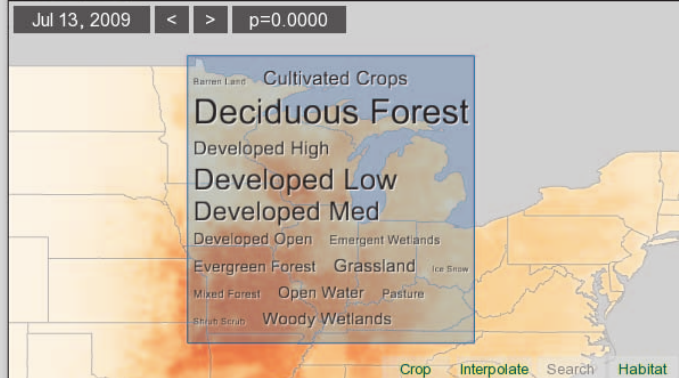 Jul 13, 2009 < > p=0.0000
Barren Land Cultivated Crops
Deciduous Forest
Developed High
Developed Low
Developed Med
Developed Open Emergent Wetlands
Evergreen Forest Grassland Ice Snow
Mixed Forest Open Water Pasture
Shrub Scrub Woody Wetlands
Crop Interpolate Search Habitat